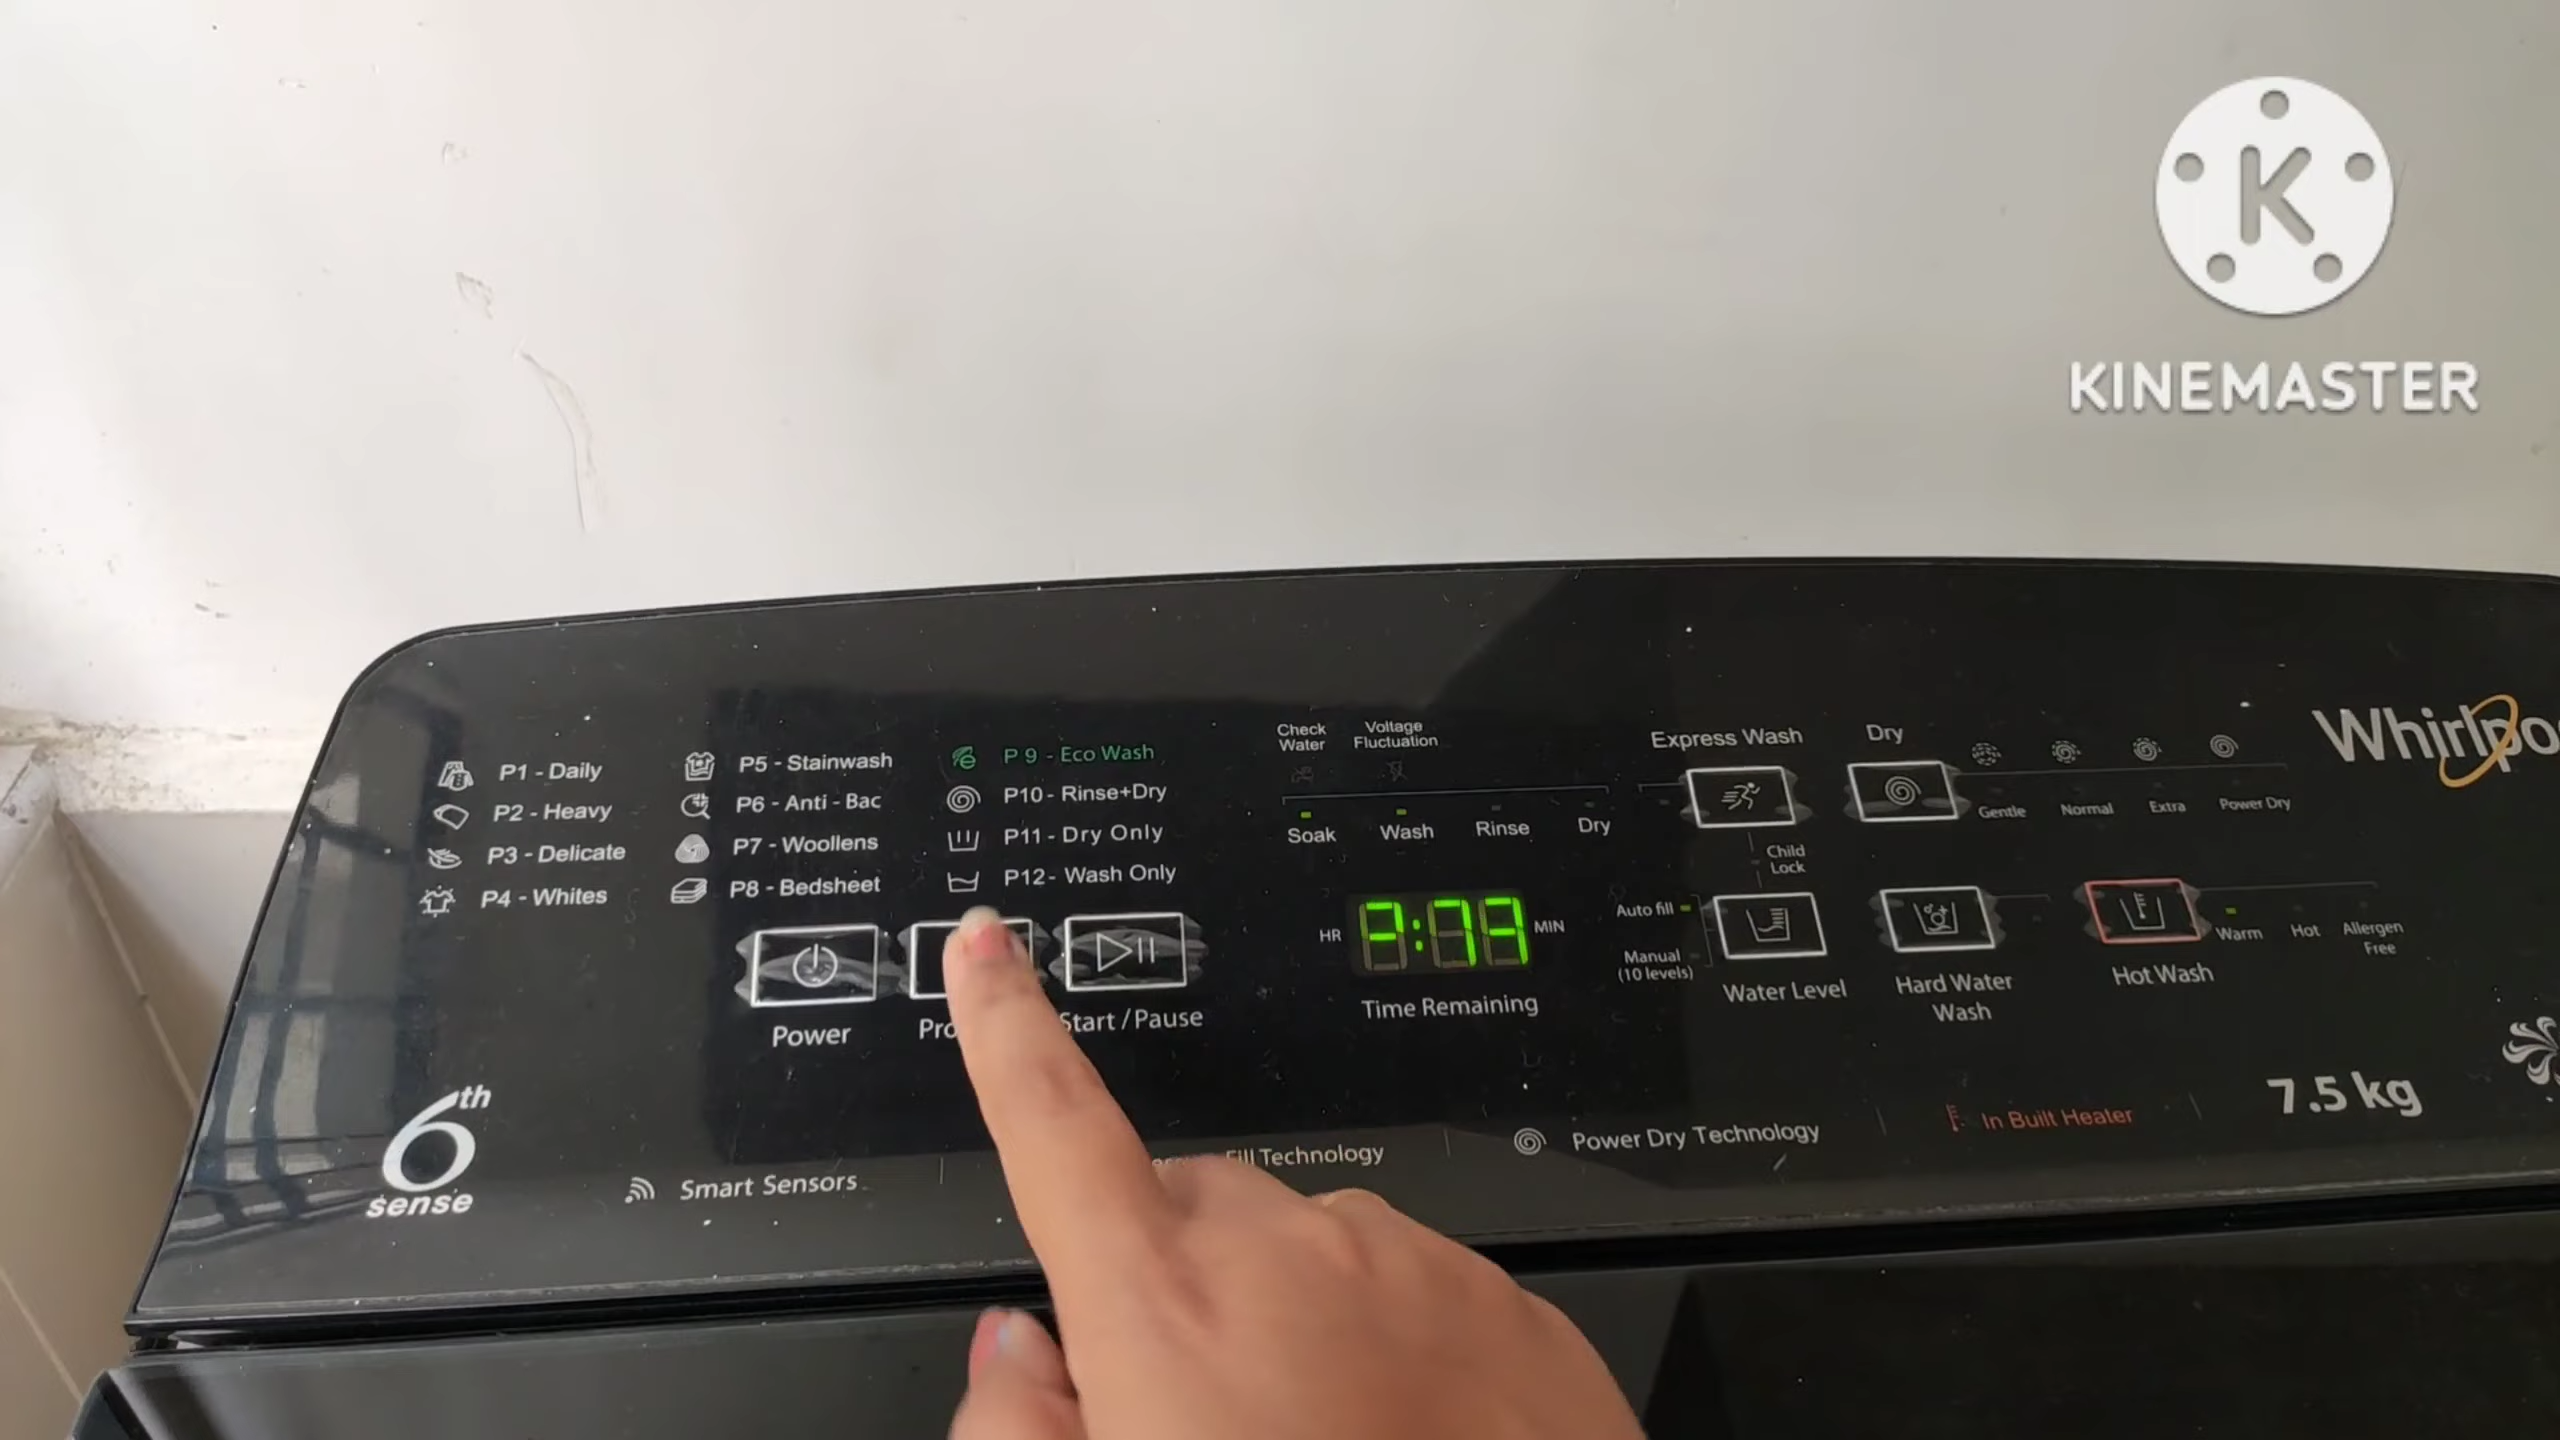 KINEMASTER
Whirlpo
P1 - Daily
P2 - Heavy
P3 - Delicate
P4 - Whites
P5 - Stainwash
P6 - Anti - Bac
P7 - Woollens
P8 - Bedsheet
P 9 - Eco Wash
P10 - Rinse+Dry
P11 - Dry Only
P12 - Wash Only
Power
Pro
Start / Pause
Check
Water
Voltage
Fluctuation
Soak
Wash
Rinse
Dry
HR
MIN
Time Remaining
Express Wash
Dry
Gentle
Normal
Extra
Power Dry
Child
Lock
Auto fill
Manual
(10 levels)
Water Level
Hard Water
Wash
Hot Wash
Warm
Hot
Allergen
Free
6th
sense
Smart Sensors
Fill Technology
Power Dry Technology
In Built Heater
7.5 kg